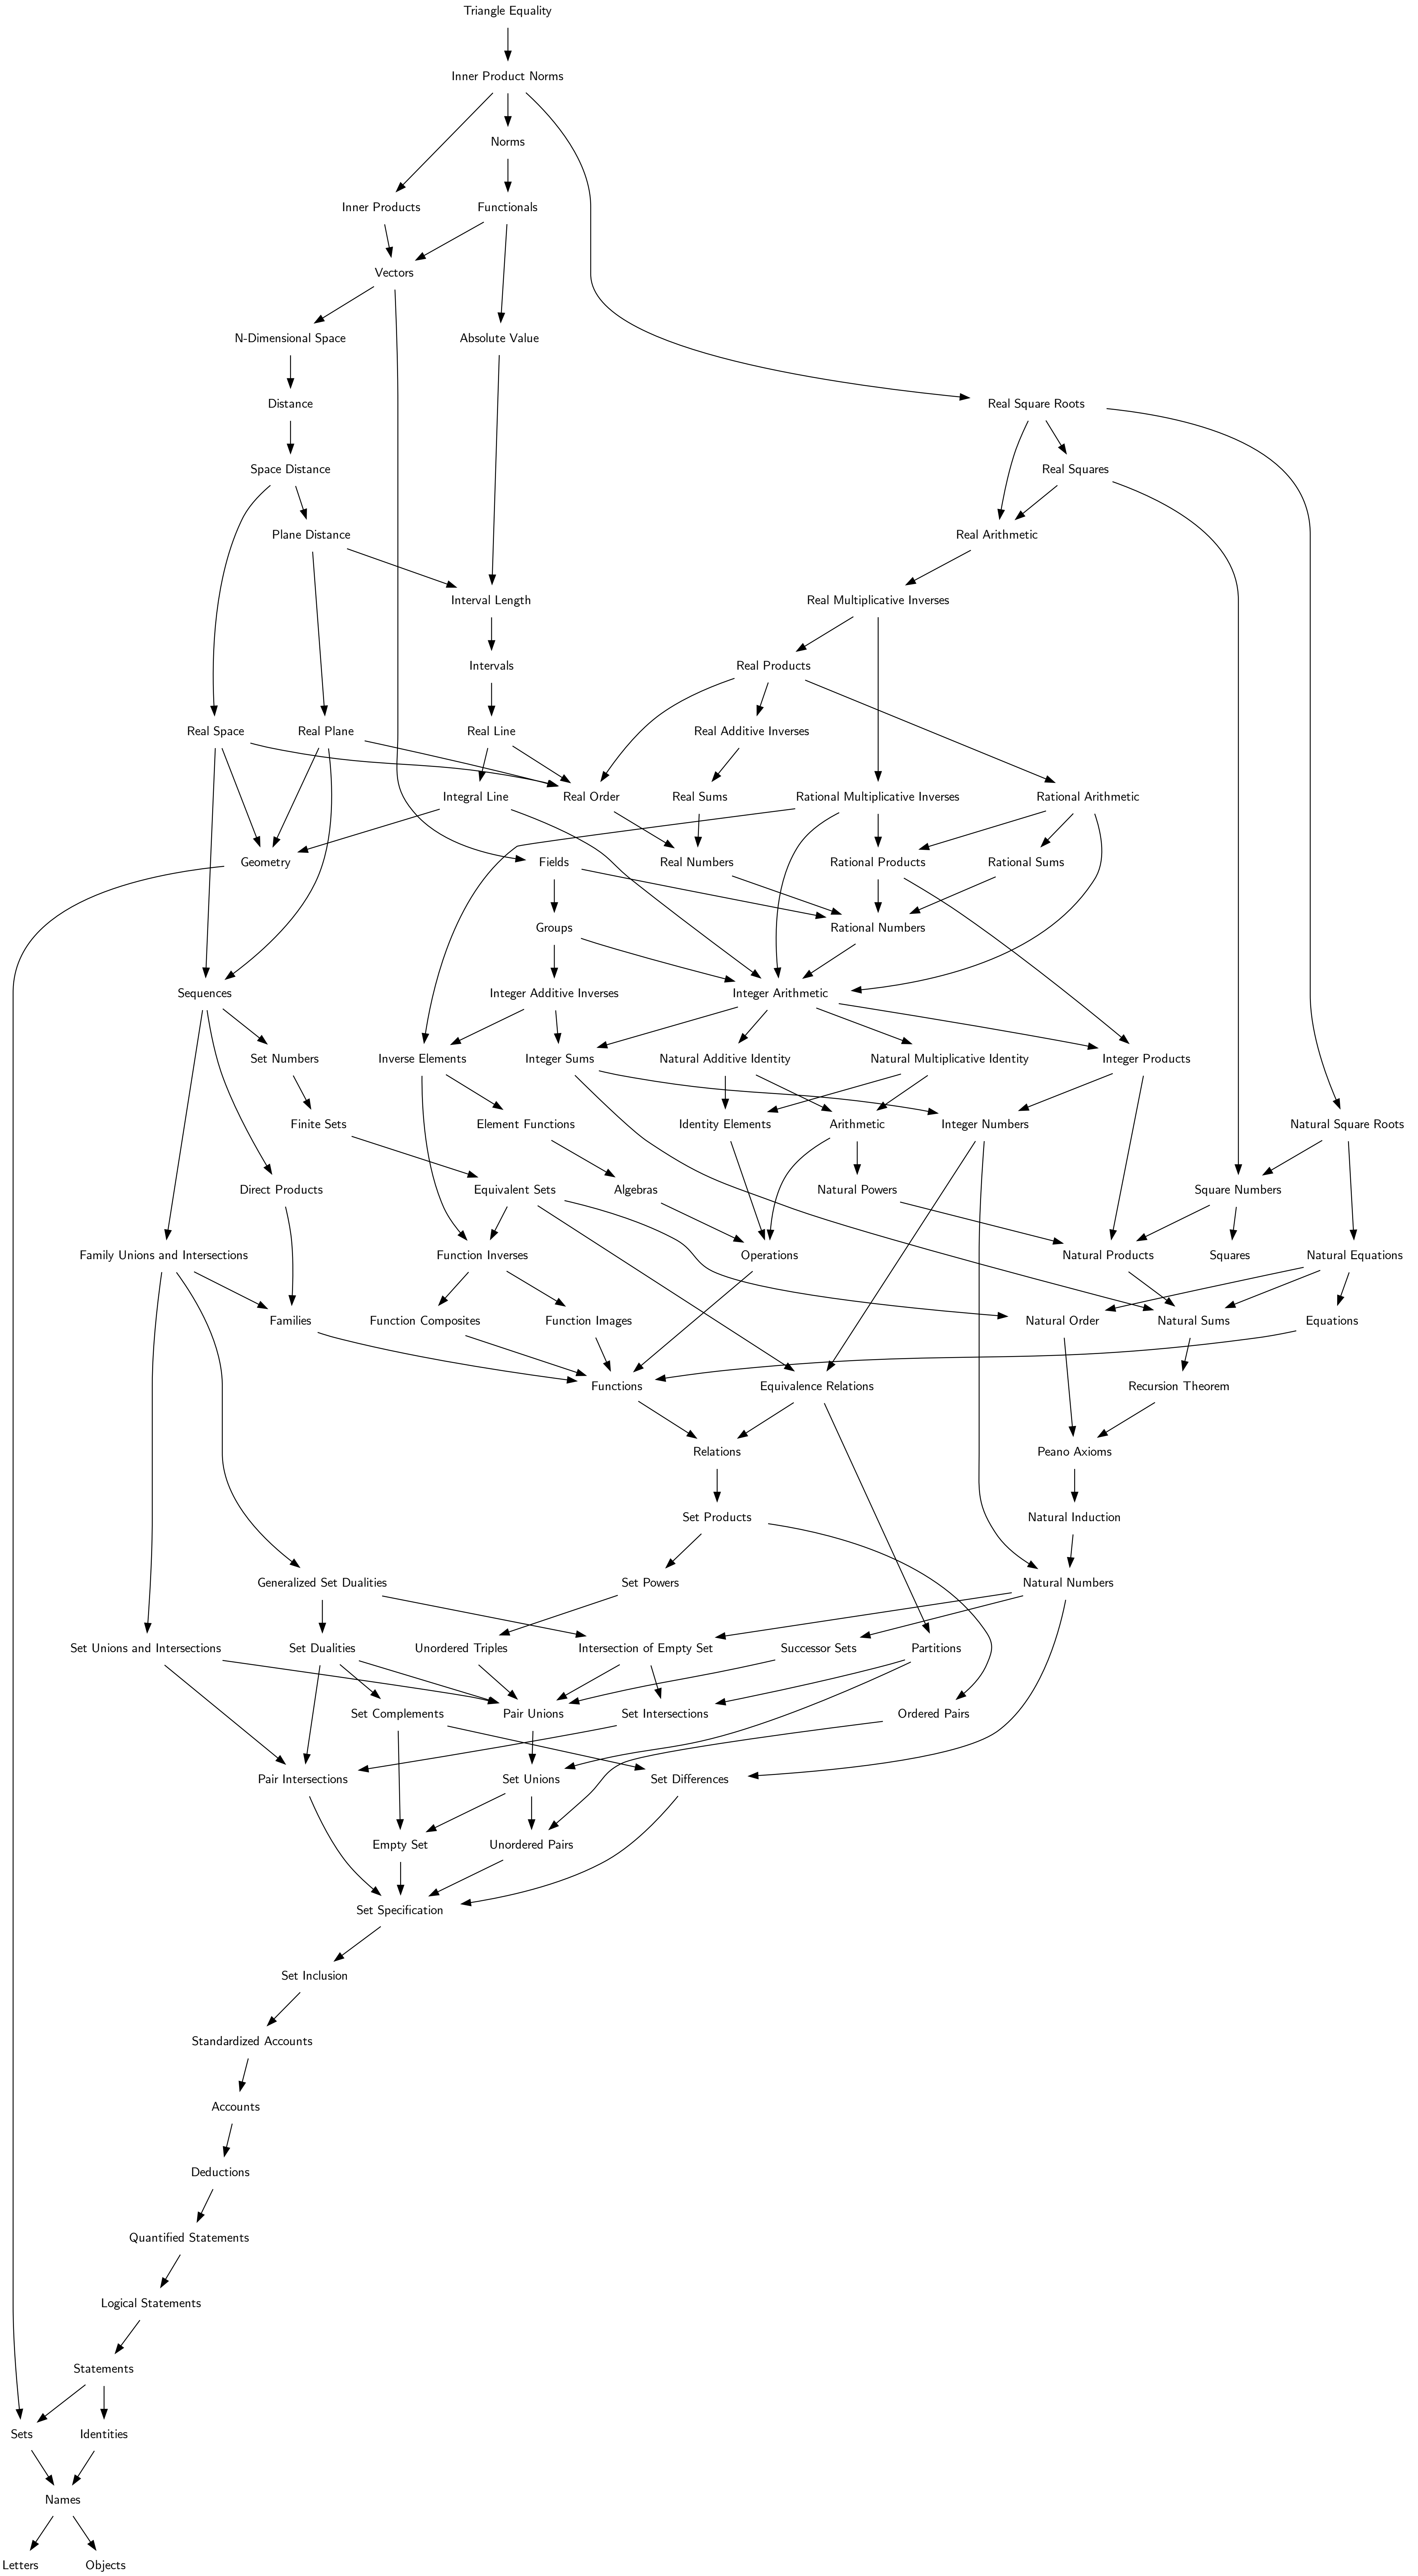 Triangle Equality
Inner Product Norms
Norms
Inner Products
Functionals
Vectors
N-Dimensional Space
Absolute Value
Distance
Real Square Roots
Space Distance
Real Squares
Plane Distance
Real Arithmetic
Interval Length
Real Multiplicative Inverses
Intervals
Real Products
Real Space
Real Plane
Real Line
Real Additive Inverses
Integral Line
Real Order
Real Sums
Rational Multiplicative Inverses
Rational Arithmetic
Geometry
Fields
Real Numbers
Rational Products
Rational Sums
Groups
Rational Numbers
Sequences
Integer Additive Inverses
Integer Arithmetic
Set Numbers
Inverse Elements
Integer Sums
Natural Additive Identity
Natural Multiplicative Identity
Integer Products
Finite Sets
Element Functions
Identity Elements
Arithmetic
Integer Numbers
Natural Square Roots
Direct Products
Equivalent Sets
Algebras
Natural Powers
Square Numbers
Family Unions and Intersections
Function Inverses
Operations
Natural Products
Squares
Natural Equations
Families
Function Composites
Function Images
Natural Order
Natural Sums
Equations
Functions
Equivalence Relations
Recursion Theorem
Relations
Peano Axioms
Set Products
Natural Induction
Generalized Set Dualities
Set Powers
Natural Numbers
Set Unions and Intersections
Set Dualities
Unordered Triples
Intersection of Empty Set
Successor Sets
Partitions
Set Complements
Pair Unions
Set Intersections
Ordered Pairs
Pair Intersections
Set Unions
Set Differences
Empty Set
Unordered Pairs
Set Specification
Set Inclusion
Standardized Accounts
Accounts
Deductions
Quantified Statements
Logical Statements
Statements
Sets
Identities
Names
Letters
Objects